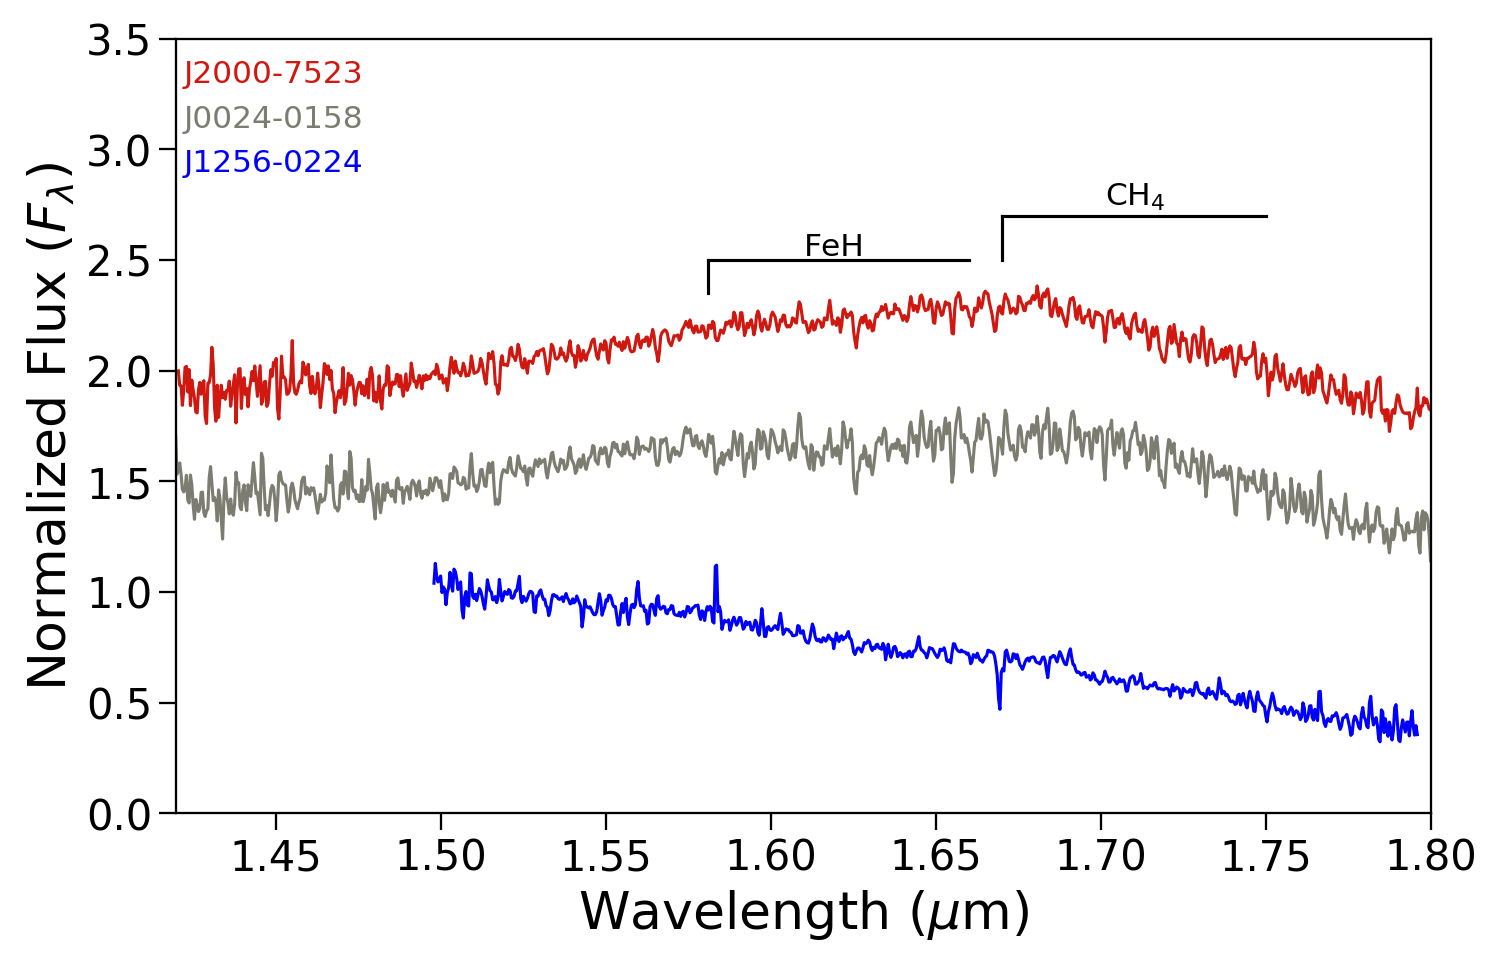 3.5
J2000-7523
J0024-0158
3.0
J1256-0224
CH₄
FeH
2.5
2.0
1.5
1.0
0.5
0.0
Normalized Flux (F_λ)
1.45 1.50 1.55 1.60 1.65 1.70 1.75 1.80
Wavelength (μm)